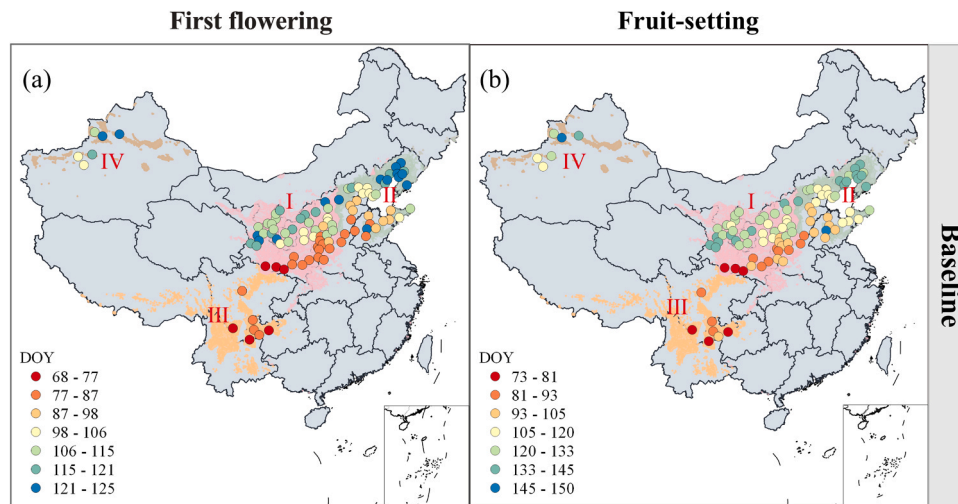 First flowering
Fruit-setting
(a)
IV
I
II
III
DOY
68 - 77
77 - 87
87 - 98
98 - 106
106 - 115
115 - 121
121 - 125
(b)
IV
I
II
III
DOY
73 - 81
81 - 93
93 - 105
105 - 120
120 - 133
133 - 145
145 - 150
Baseline